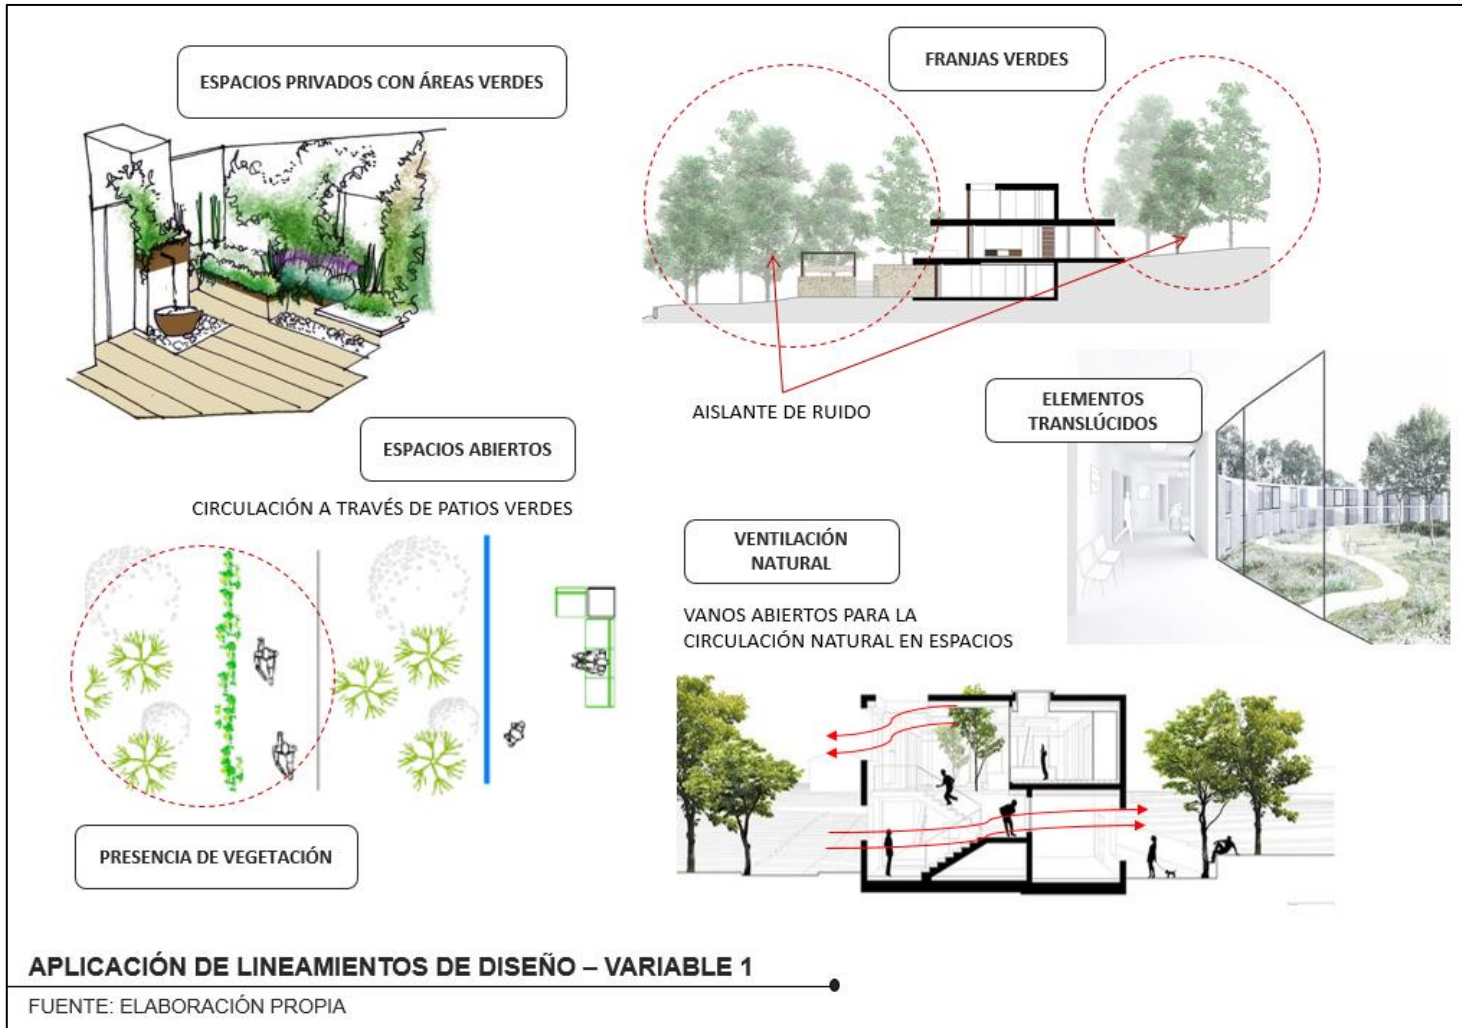 ESPACIOS PRIVADOS CON ÁREAS VERDES
FRANJAS VERDES
AISLANTE DE RUIDO
ELEMENTOS
TRANSLÚCIDOS
ESPACIOS ABIERTOS
CIRCULACIÓN A TRAVÉS DE PATIOS VERDES
VENTILACIÓN
NATURAL
VANOS ABIERTOS PARA LA
CIRCULACIÓN NATURAL EN ESPACIOS
PRESENCIA DE VEGETACIÓN
APLICACIÓN DE LINEAMIENTOS DE DISEÑO – VARIABLE 1
FUENTE: ELABORACIÓN PROPIA